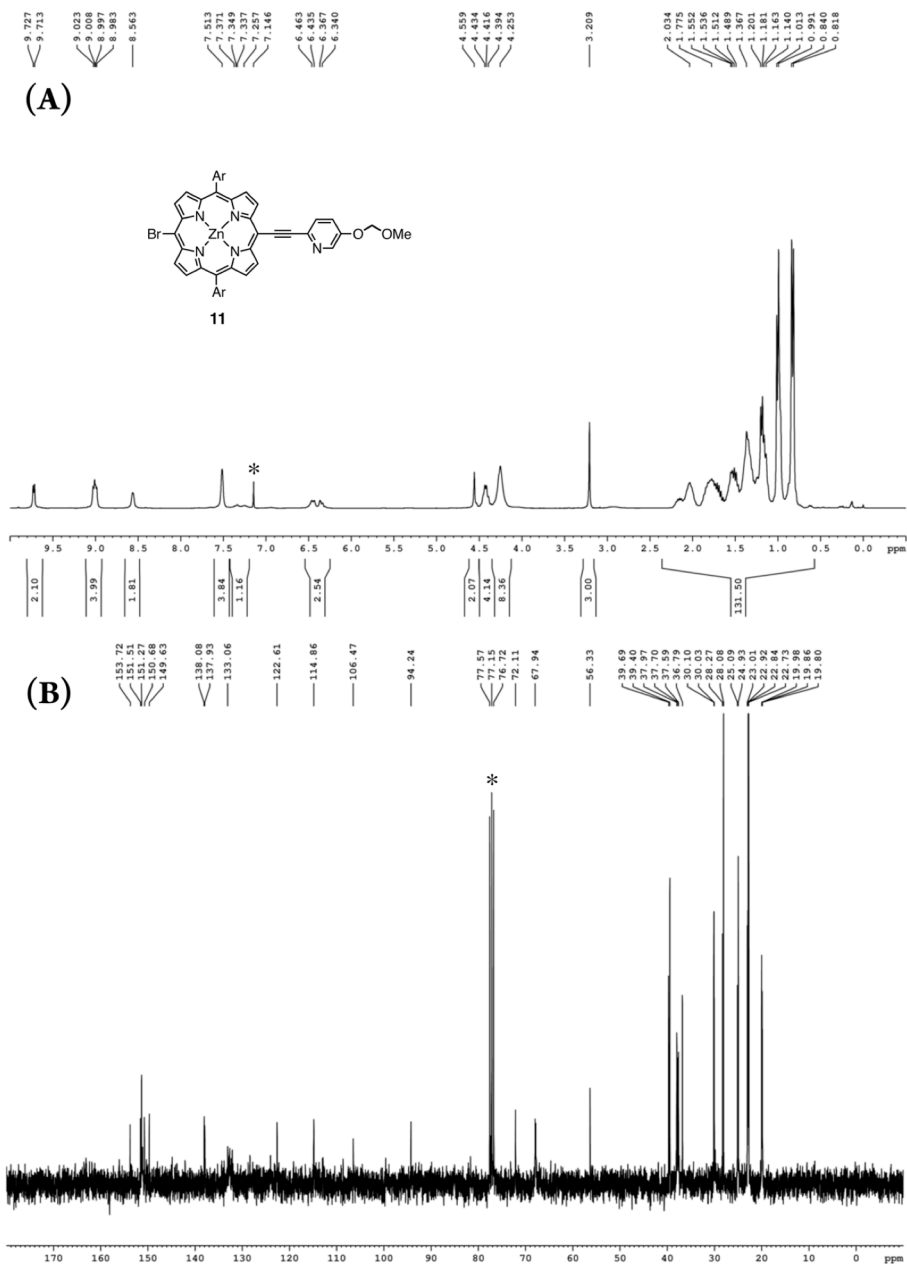 9.727 9.713 9.023 9.008 8.997 8.983 8.563 7.513 7.371 7.349 7.337 7.257 7.146 6.463 6.435 6.367 6.340 4.559 4.434 4.416 4.394 4.253 3.209 2.034 1.775 1.552 1.536 1.512 1.489 1.367 1.201 1.181 1.163 1.140 1.013 0.991 0.840 0.818
(A)
Ar
N N
Br Zn O OMe
N N N
Ar
11
*
9.5 9.0 8.5 8.0 7.5 7.0 6.5 6.0 5.5 5.0 4.5 4.0 3.5 3.0 2.5 2.0 1.5 1.0 0.5 0.0 ppm
2.10 3.99 1.81 3.84 1.16 2.54 2.07 4.14 8.36 3.00 131.50
153.72 151.51 151.27 150.68 149.63 138.08 137.93 133.06 122.61 114.86 106.47 94.24 77.57 77.15 76.72 72.11 67.94 56.33 39.69 39.40 37.97 37.70 37.59 36.79 30.10 30.03 28.27 28.08 25.09 24.93 23.01 22.92 22.84 22.73 19.98 19.86 19.80
(B)
*
170 160 150 140 130 120 110 100 90 80 70 60 50 40 30 20 10 0 ppm